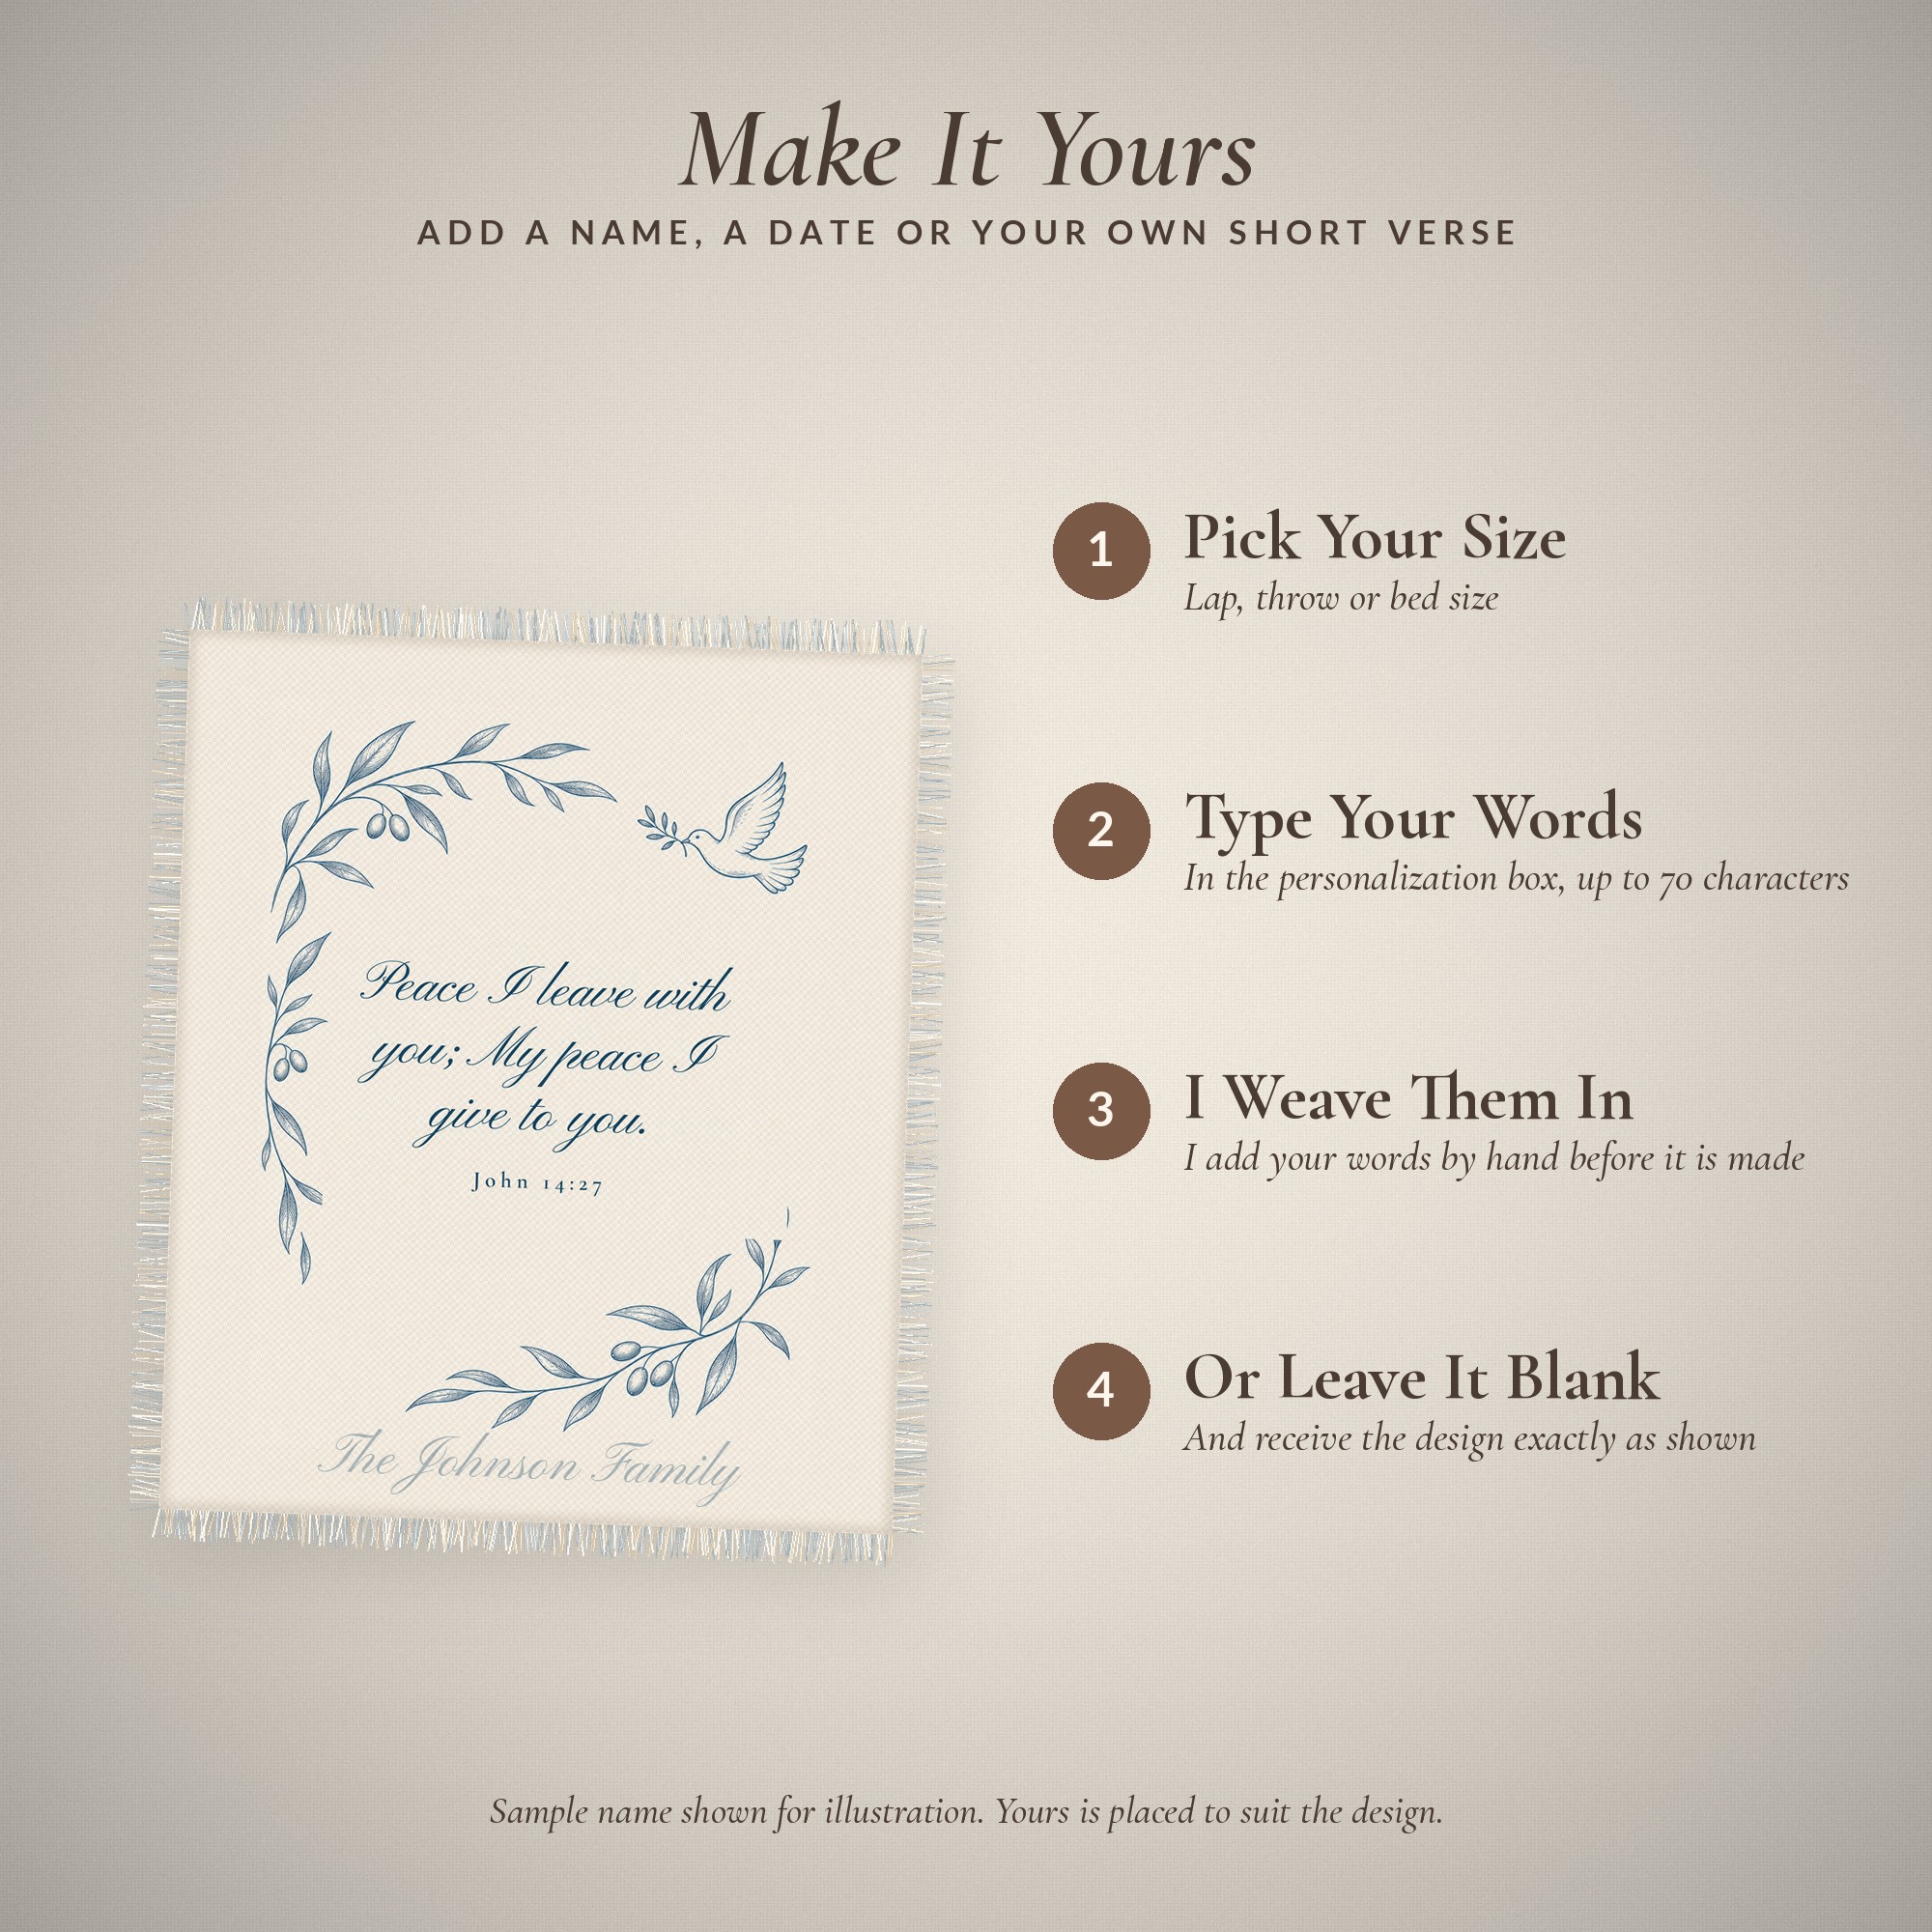 Make It Yours
ADD A NAME, A DATE OR YOUR OWN SHORT VERSE
Peace I leave with
you; My peace I
give to you.
John 14:27
The Johnson Family
1
Pick Your Size
Lap, throw or bed size
2
Type Your Words
In the personalization box, up to 70 characters
3
I Weave Them In
I add your words by hand before it is made
4
Or Leave It Blank
And receive the design exactly as shown
Sample name shown for illustration. Yours is placed to suit the design.